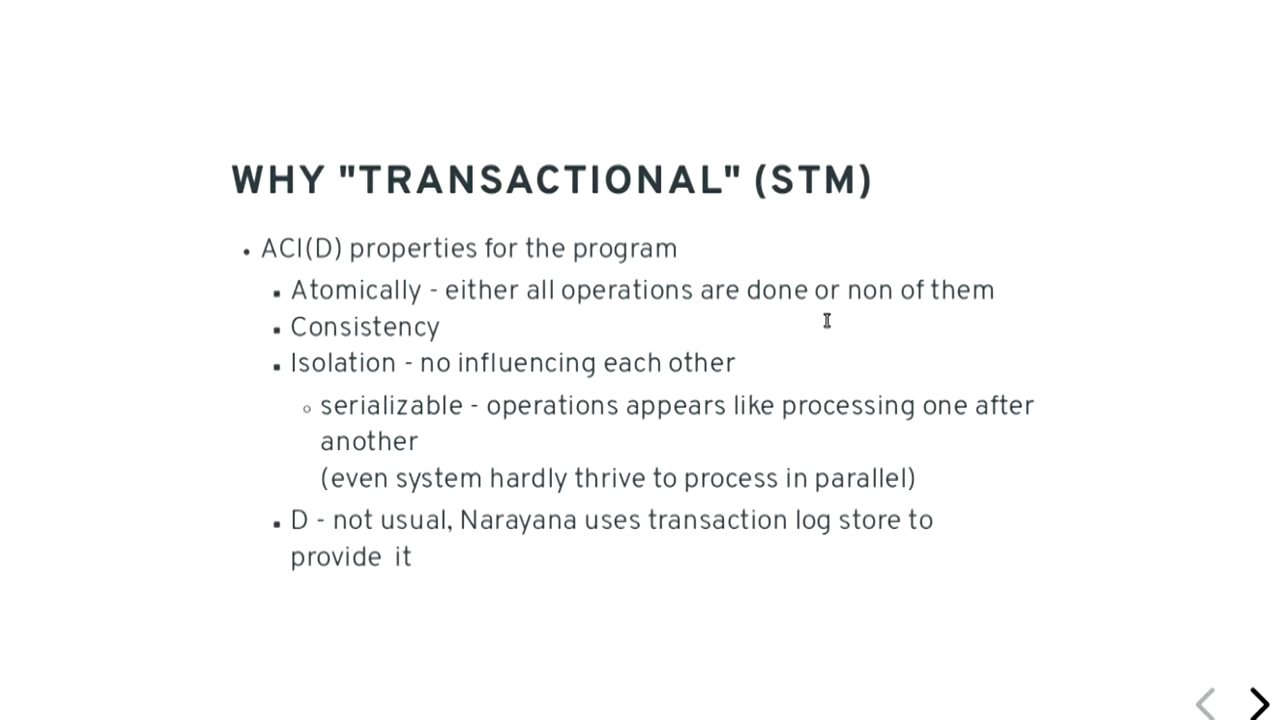 WHY "TRANSACTIONAL" (STM)
• ACI(D) properties for the program
▪ Atomically - either all operations are done or non of them
▪ Consistency
▪ Isolation - no influencing each other
◦ serializable - operations appears like processing one after
another
(even system hardly thrive to process in parallel)
▪ D - not usual, Narayana uses transaction log store to
provide it